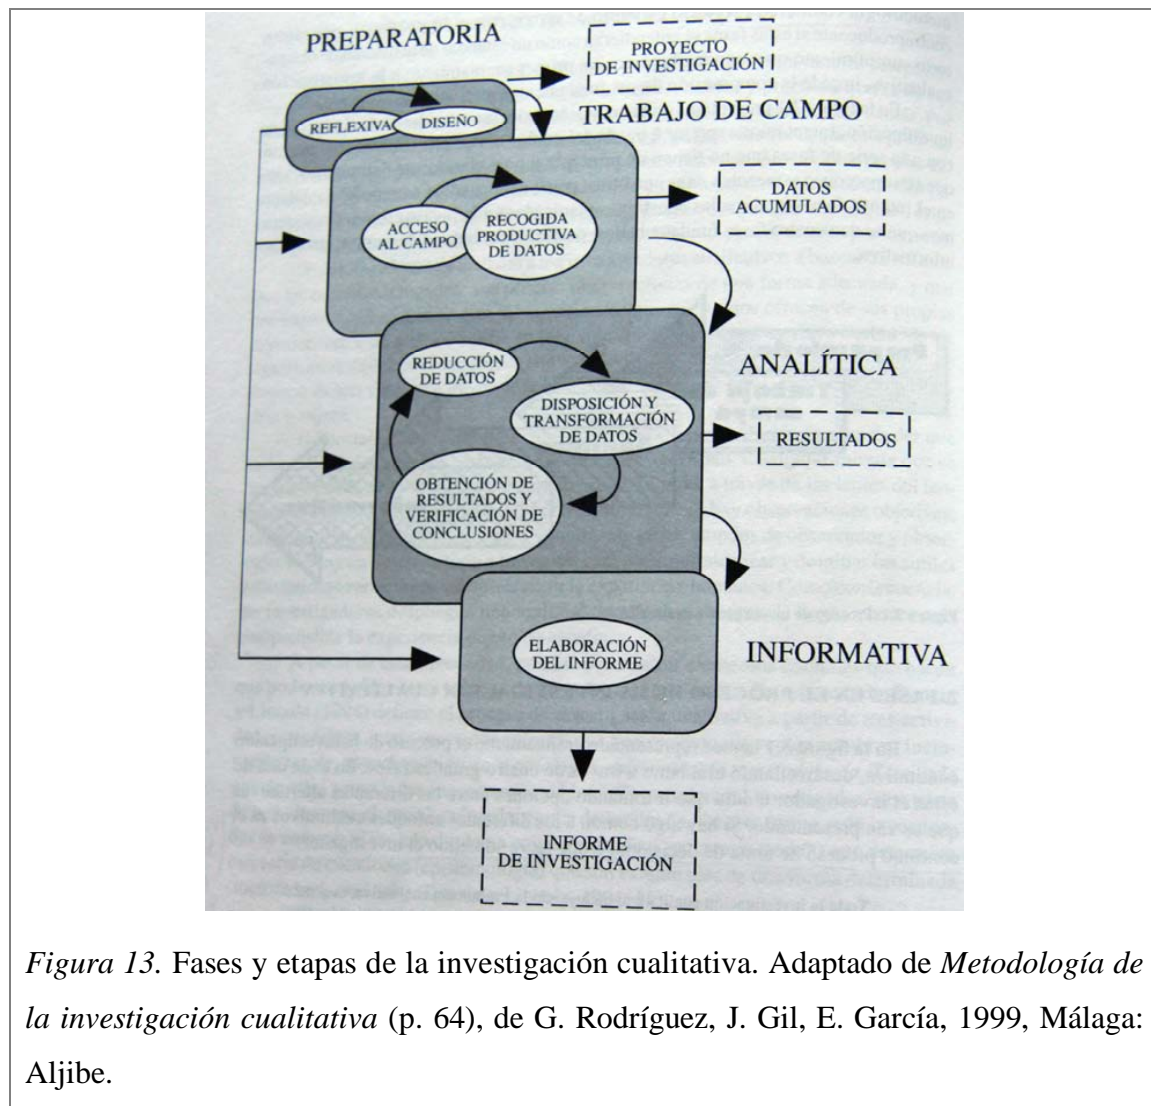 PREPARATORIA
PROYECTO
DE INVESTIGACIÓN
REFLEXIVA
DISEÑO
TRABAJO DE CAMPO
ACCESO
AL CAMPO
RECOGIDA
PRODUCTIVA
DE DATOS
DATOS
ACUMULADOS
REDUCCIÓN
DE DATOS
DISPOSICIÓN Y
TRANSFORMACIÓN
DE DATOS
OBTENCIÓN DE
RESULTADOS Y
VERIFICACIÓN DE
CONCLUSIONES
ANALÍTICA
RESULTADOS
ELABORACIÓN
DEL INFORME
INFORMATIVA
INFORME
DE INVESTIGACIÓN
Figura 13. Fases y etapas de la investigación cualitativa. Adaptado de Metodología de
la investigación cualitativa (p. 64), de G. Rodríguez, J. Gil, E. García, 1999, Málaga:
Aljibe.